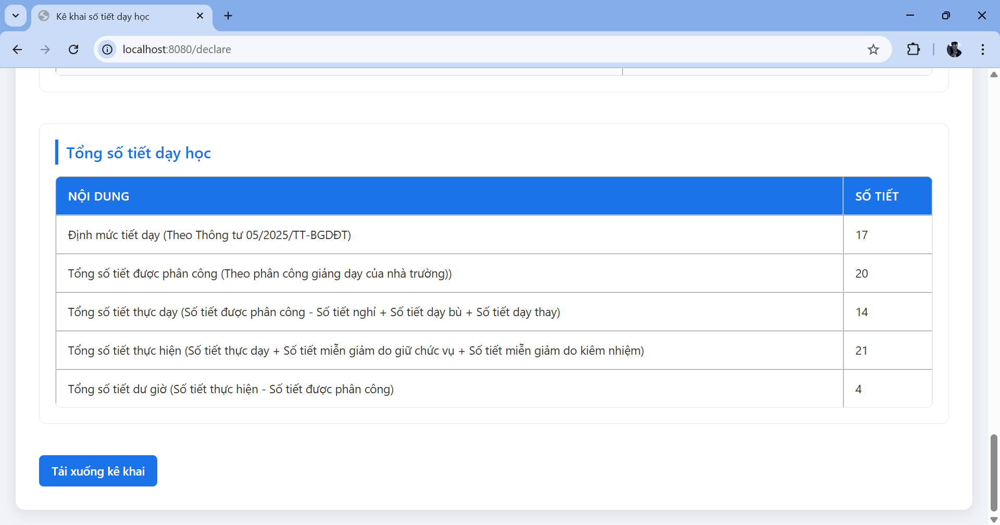 Kê khai số tiết dạy học
localhost:8080/declare
Tổng số tiết dạy học
NỘI DUNG SỐ TIẾT
Định mức tiết dạy (Theo Thông tư 05/2025/TT-BGDĐT) 17
Tổng số tiết được phân công (Theo phân công giảng dạy của nhà trường)) 20
Tổng số tiết thực dạy (Số tiết được phân công - Số tiết nghỉ + Số tiết dạy bù + Số tiết dạy thay) 14
Tổng số tiết thực hiện (Số tiết thực dạy + Số tiết miễn giảm do giữ chức vụ + Số tiết miễn giảm do kiêm nhiệm) 21
Tổng số tiết dư giờ (Số tiết thực hiện - Số tiết được phân công) 4
Tải xuống kê khai